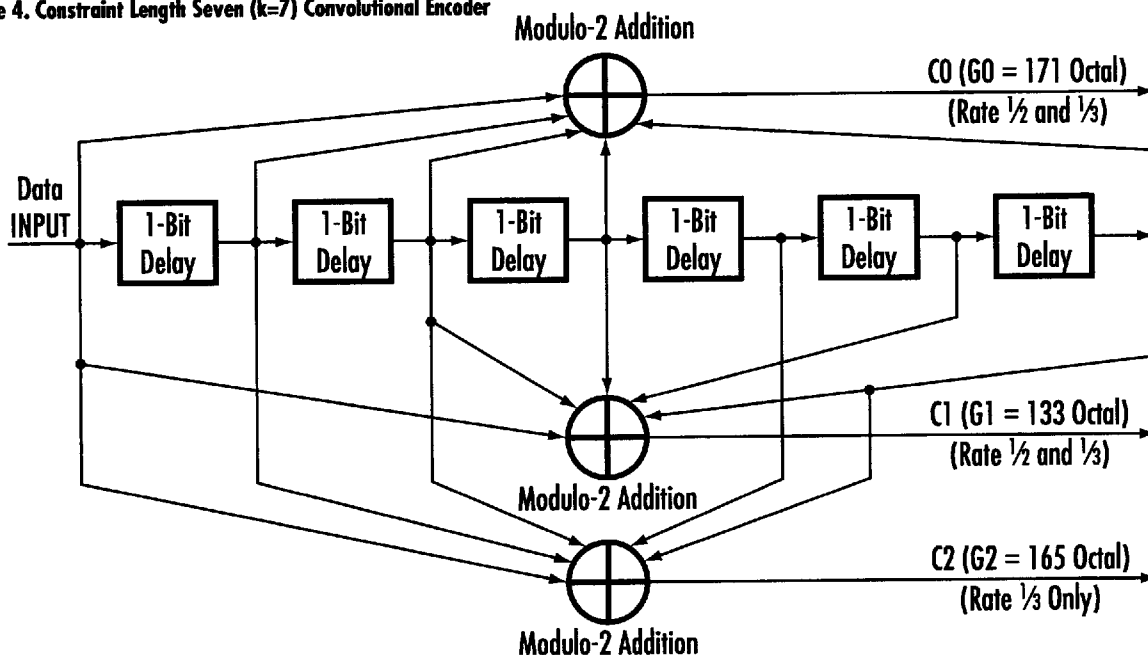 e 4. Constraint Length Seven (k=7) Convolutional Encoder
Modulo-2 Addition
C0 (G0 = 171 Octal)
(Rate ½ and ⅓)
Data
INPUT
1-Bit
Delay
1-Bit
Delay
1-Bit
Delay
1-Bit
Delay
1-Bit
Delay
1-Bit
Delay
C1 (G1 = 133 Octal)
(Rate ½ and ⅓)
Modulo-2 Addition
C2 (G2 = 165 Octal)
(Rate ⅓ Only)
Modulo-2 Addition